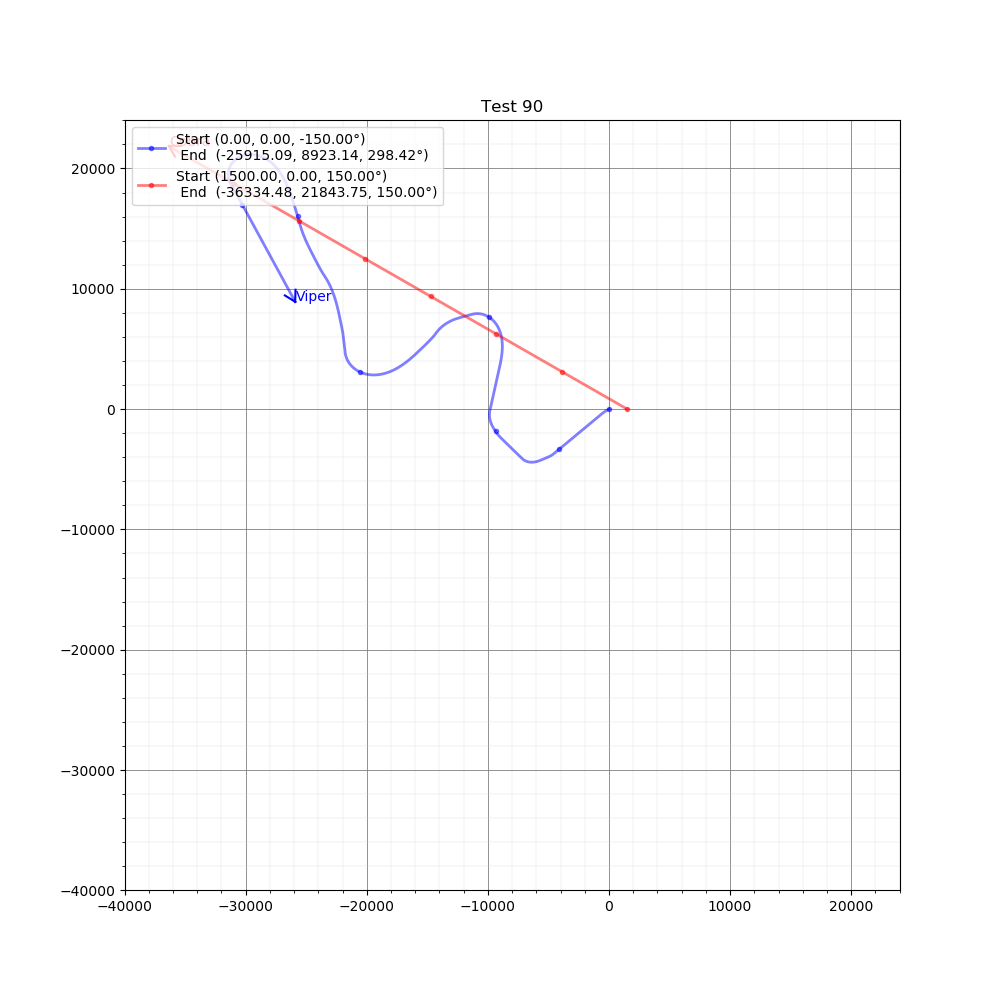 Test 90
Start (0.00, 0.00, -150.00°)
End (-25915.09, 8923.14, 298.42°)
Start (1500.00, 0.00, 150.00°)
End (-36334.48, 21843.75, 150.00°)
Viper
20000
10000
0
−10000
−20000
−30000
−40000
−40000 −30000 −20000 −10000 0 10000 20000